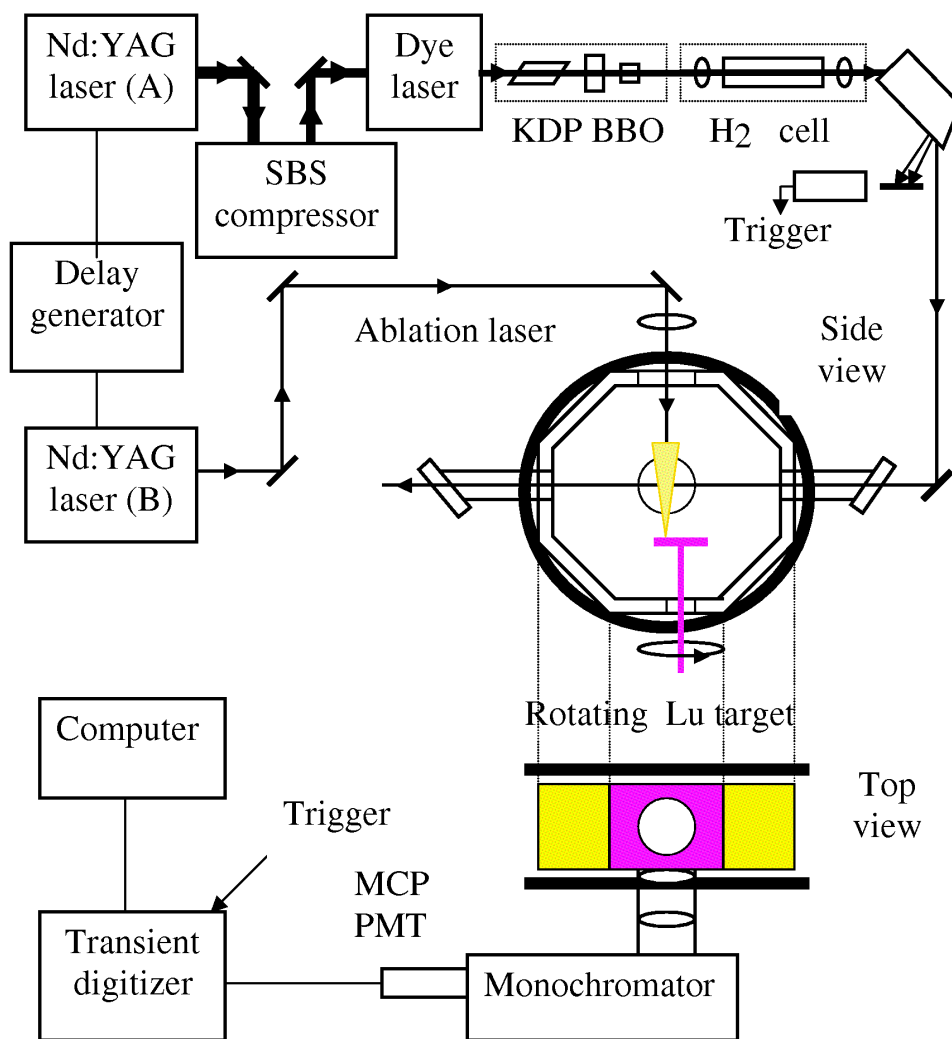 Nd:YAG
laser (A)
Dye
laser
KDP BBO
H2 cell
SBS
compressor
Trigger
Delay
generator
Ablation laser
Side
view
Nd:YAG
laser (B)
Rotating Lu target
Computer
Top
view
Trigger
MCP
PMT
Transient
digitizer
Monochromator